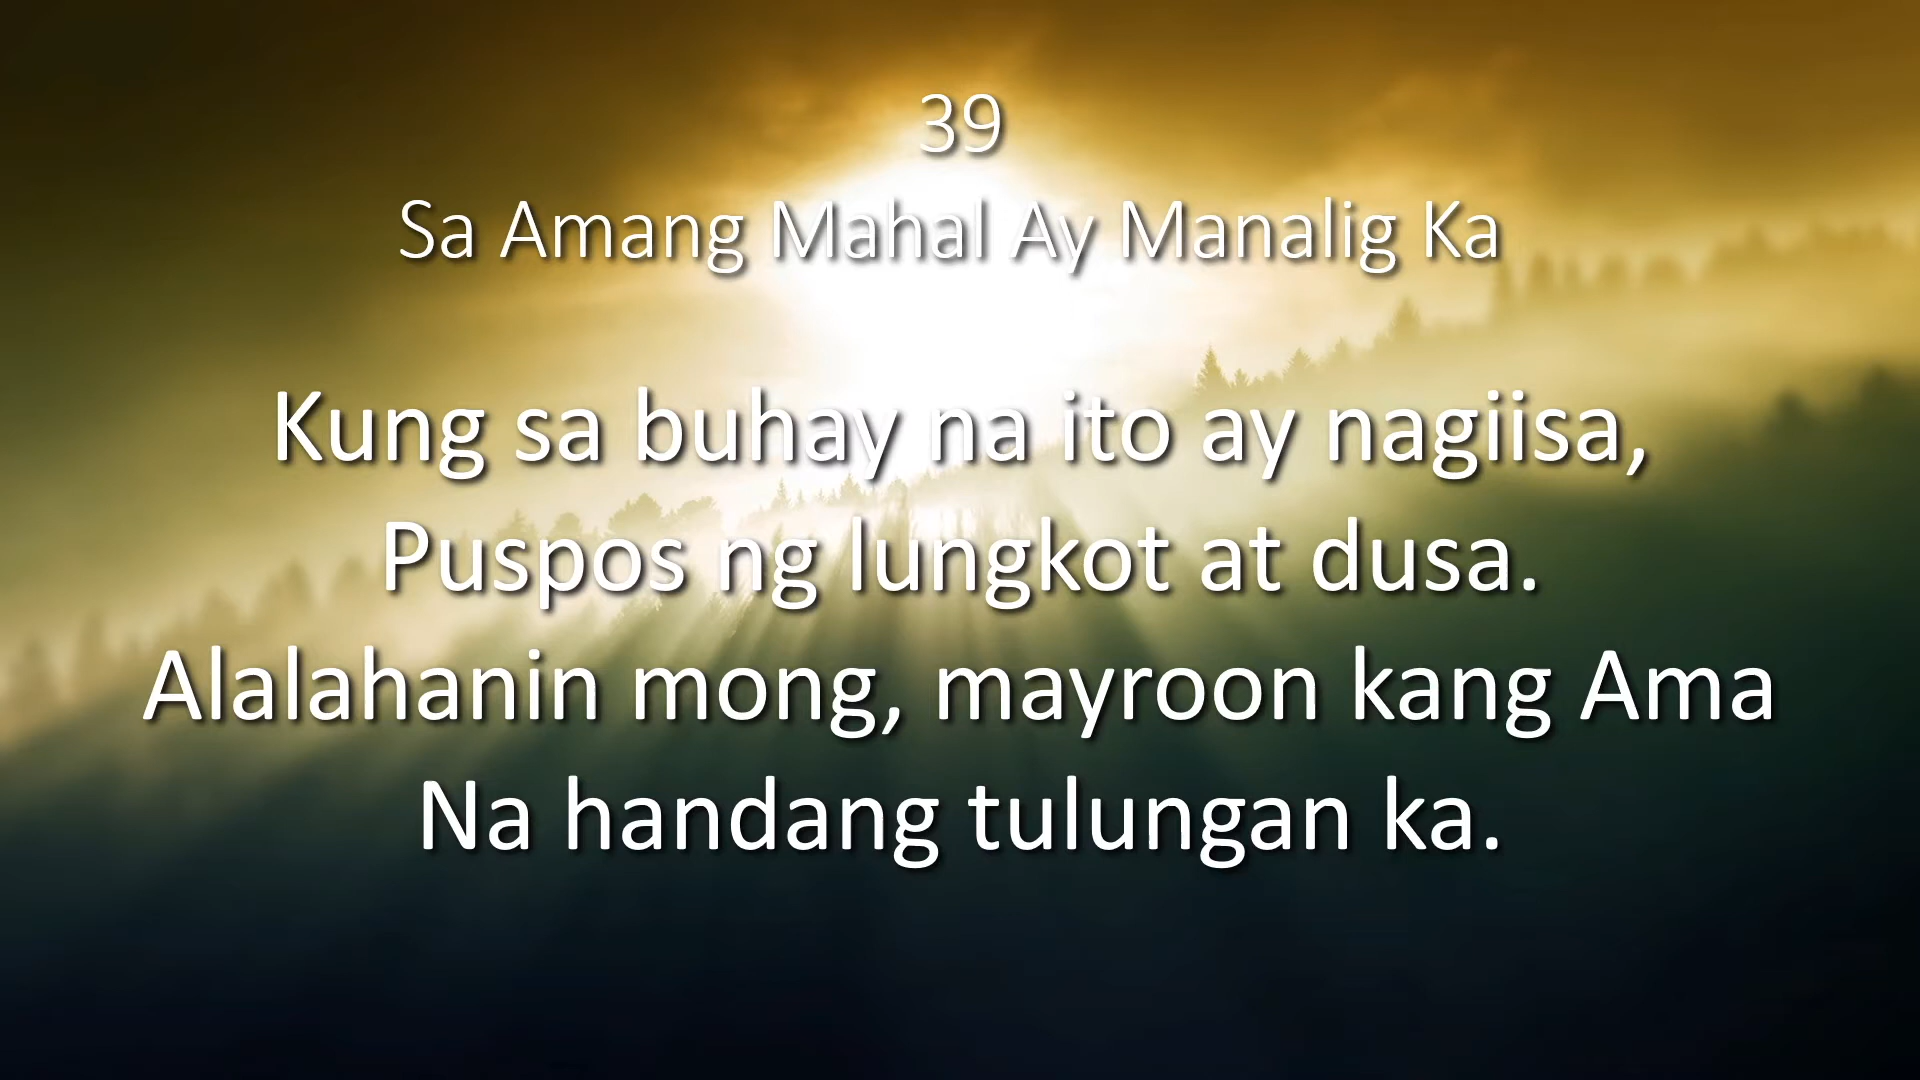 39
Sa Amang Mahal Ay Manalig Ka
Kung sa buhay na ito ay nagiisa,
Puspos ng lungkot at dusa.
Alalahanin mong, mayroon kang Ama
Na handang tulungan ka.